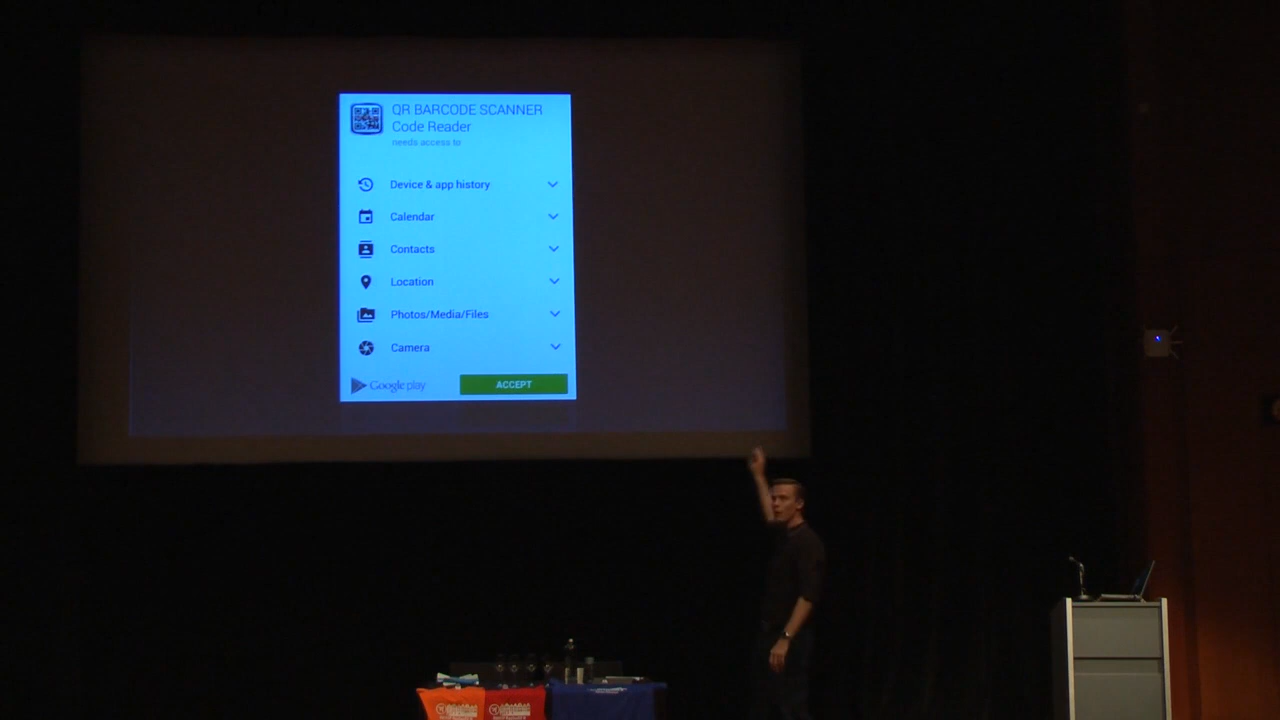 QR BARCODE SCANNER
Code Reader
needs access to
Device & app history
Calendar
Contacts
Location
Photos/Media/Files
Camera
Google play
ACCEPT